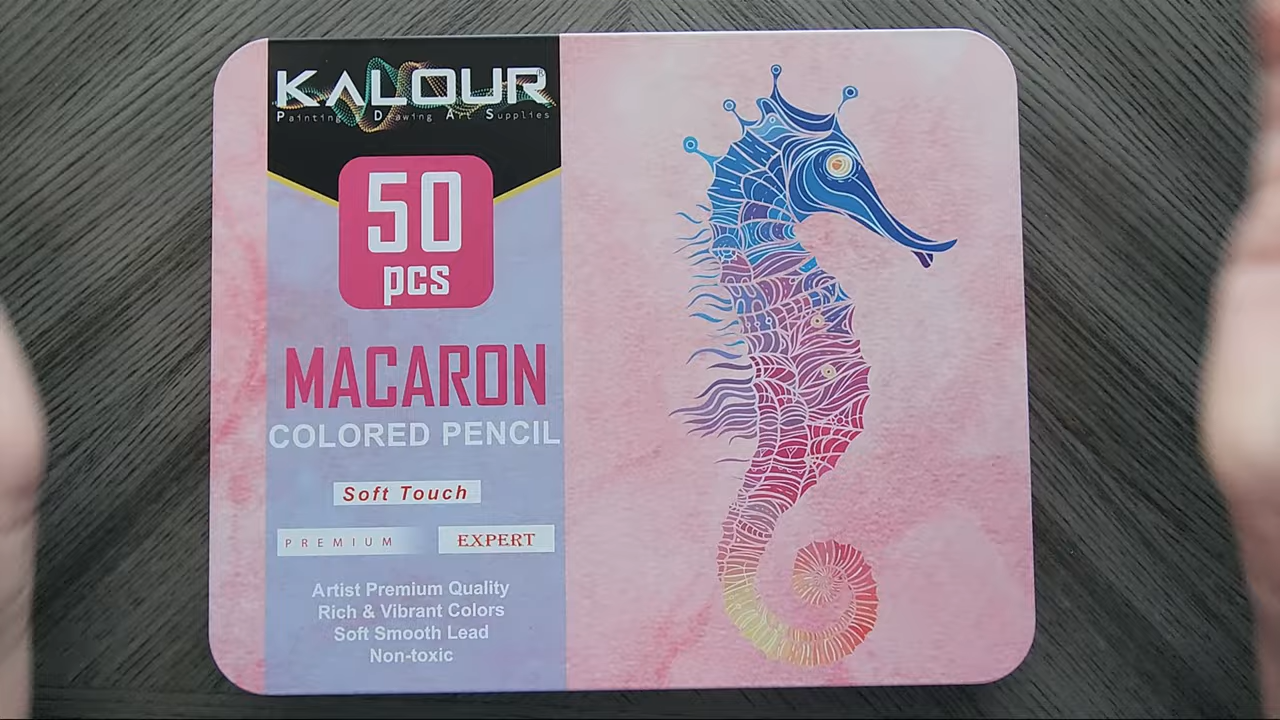 KALOUR®
Painting Drawing Art Supplies
50
pcs
MACARON
COLORED PENCIL
Soft Touch
PREMIUM EXPERT
Artist Premium Quality
Rich & Vibrant Colors
Soft Smooth Lead
Non-toxic